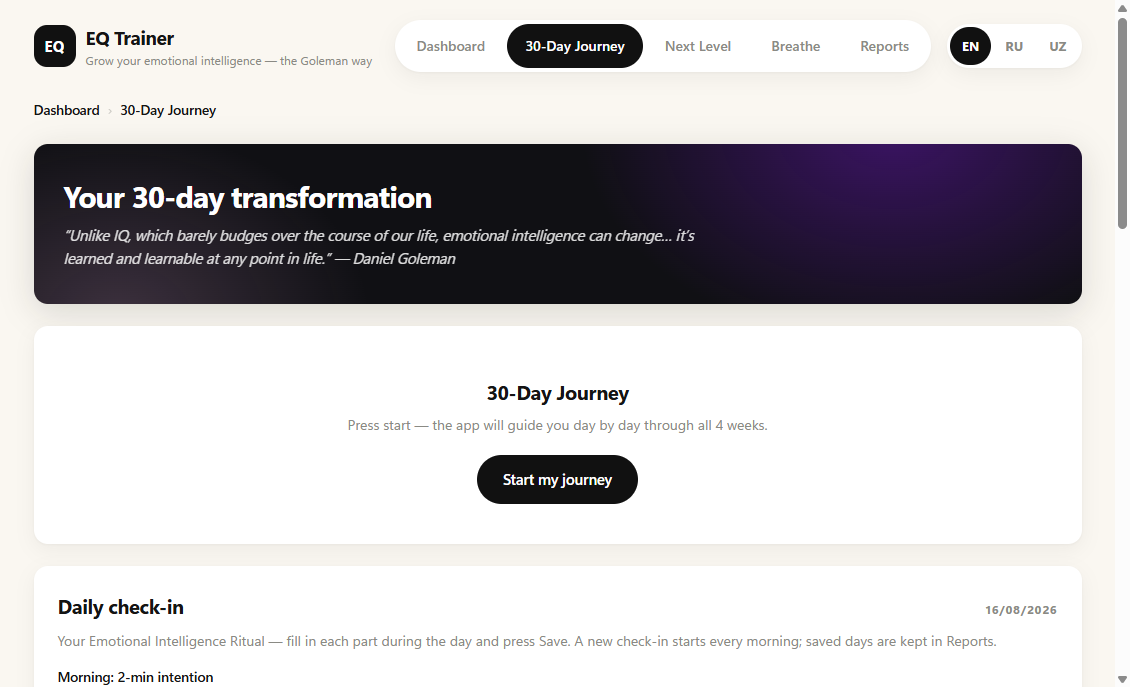 EQ
EQ Trainer
Grow your emotional intelligence — the Goleman way
Dashboard
30-Day Journey
Next Level
Breathe
Reports
EN
RU
UZ
Dashboard › 30-Day Journey
Your 30-day transformation
“Unlike IQ, which barely budges over the course of our life, emotional intelligence can change… it’s
learned and learnable at any point in life.” — Daniel Goleman
30-Day Journey
Press start — the app will guide you day by day through all 4 weeks.
Start my journey
Daily check-in
16/08/2026
Your Emotional Intelligence Ritual — fill in each part during the day and press Save. A new check-in starts every morning; saved days are kept in Reports.
Morning: 2-min intention